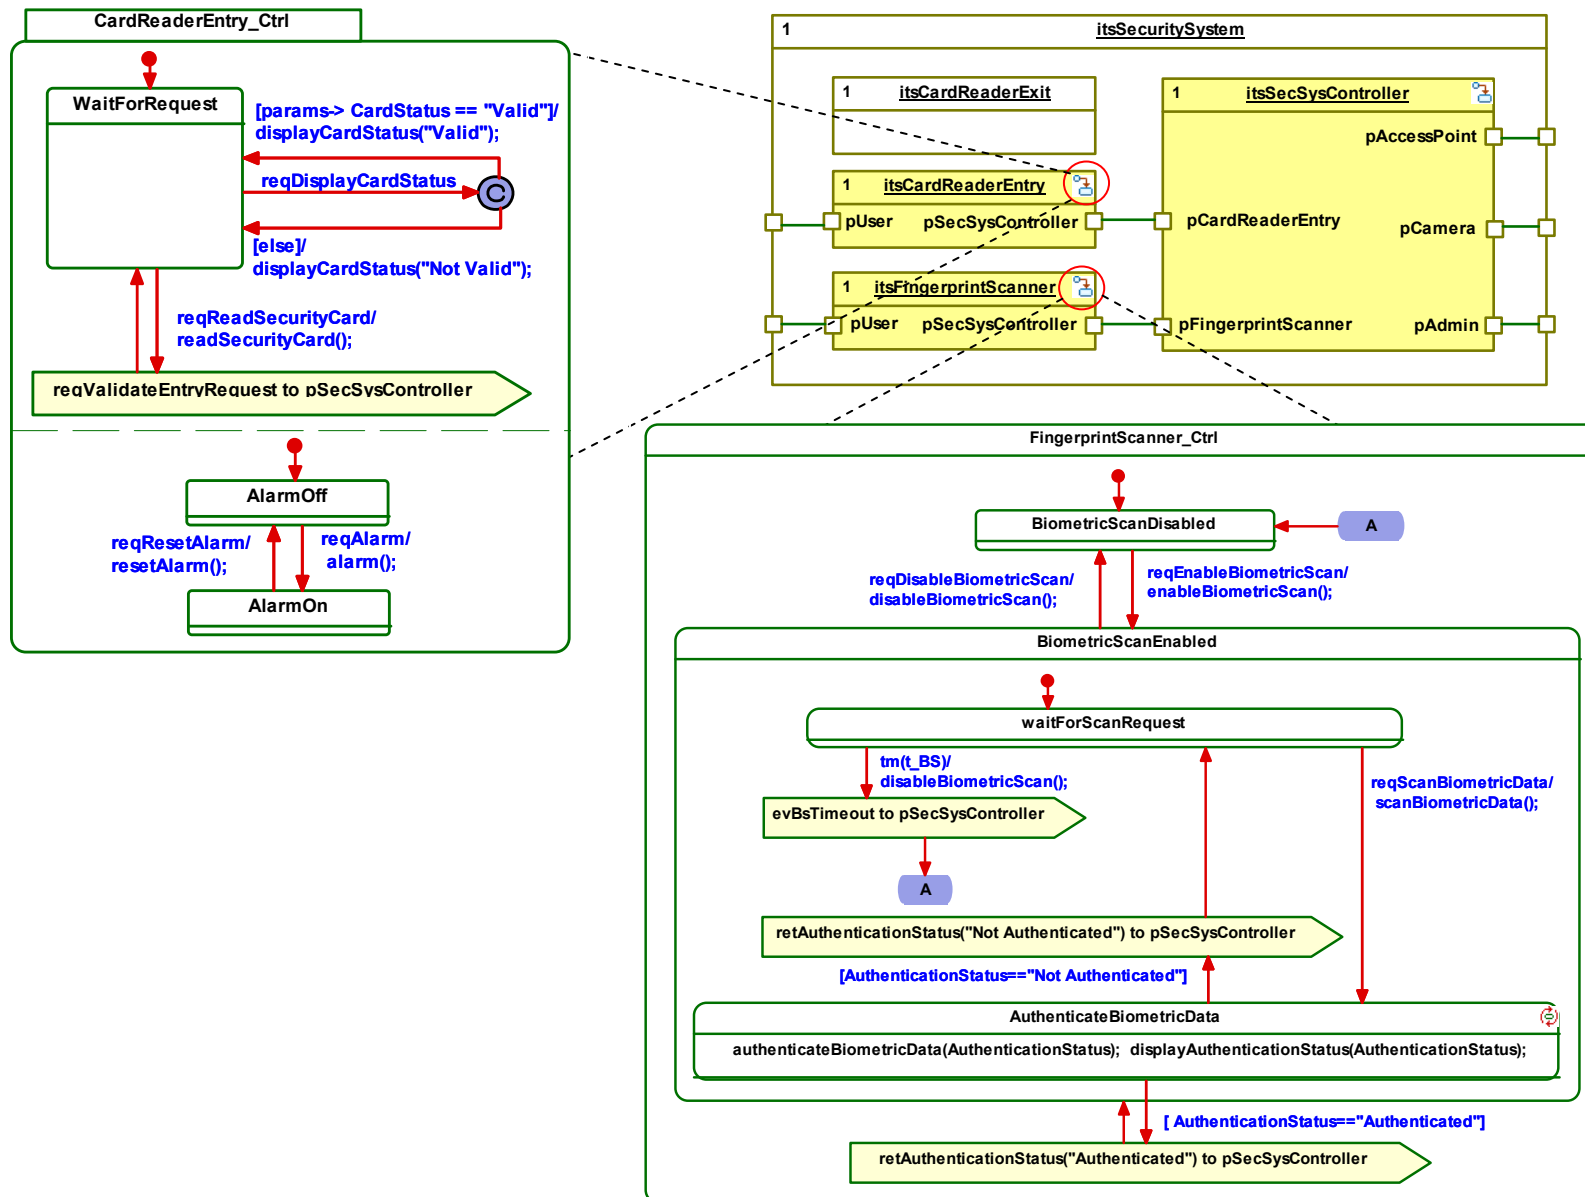 CardReaderEntry_Ctrl
WaitForRequest
[params-> CardStatus == "Valid"]/
displayCardStatus("Valid");
reqDisplayCardStatus
C
[else]/
displayCardStatus("Not Valid");
reqReadSecurityCard/
readSecurityCard();
reqValidateEntryRequest to pSecSysController
AlarmOff
reqResetAlarm/
resetAlarm();
reqAlarm/
alarm();
AlarmOn
1
itsSecuritySystem
1
itsCardReaderExit
1
itsCardReaderEntry
pUser
pSecSysController
1
itsFingerprintScanner
pUser
pSecSysController
1
itsSecSysController
pAccessPoint
pCardReaderEntry
pCamera
pFingerprintScanner
pAdmin
FingerprintScanner_Ctrl
BiometricScanDisabled
A
reqDisableBiometricScan/
disableBiometricScan();
reqEnableBiometricScan/
enableBiometricScan();
BiometricScanEnabled
waitForScanRequest
tm(t_BS)/
disableBiometricScan();
reqScanBiometricData/
scanBiometricData();
evBsTimeout to pSecSysController
A
retAuthenticationStatus("Not Authenticated") to pSecSysController
[AuthenticationStatus=="Not Authenticated"]
AuthenticateBiometricData
authenticateBiometricData(AuthenticationStatus); displayAuthenticationStatus(AuthenticationStatus);
[ AuthenticationStatus=="Authenticated"]
retAuthenticationStatus("Authenticated") to pSecSysController